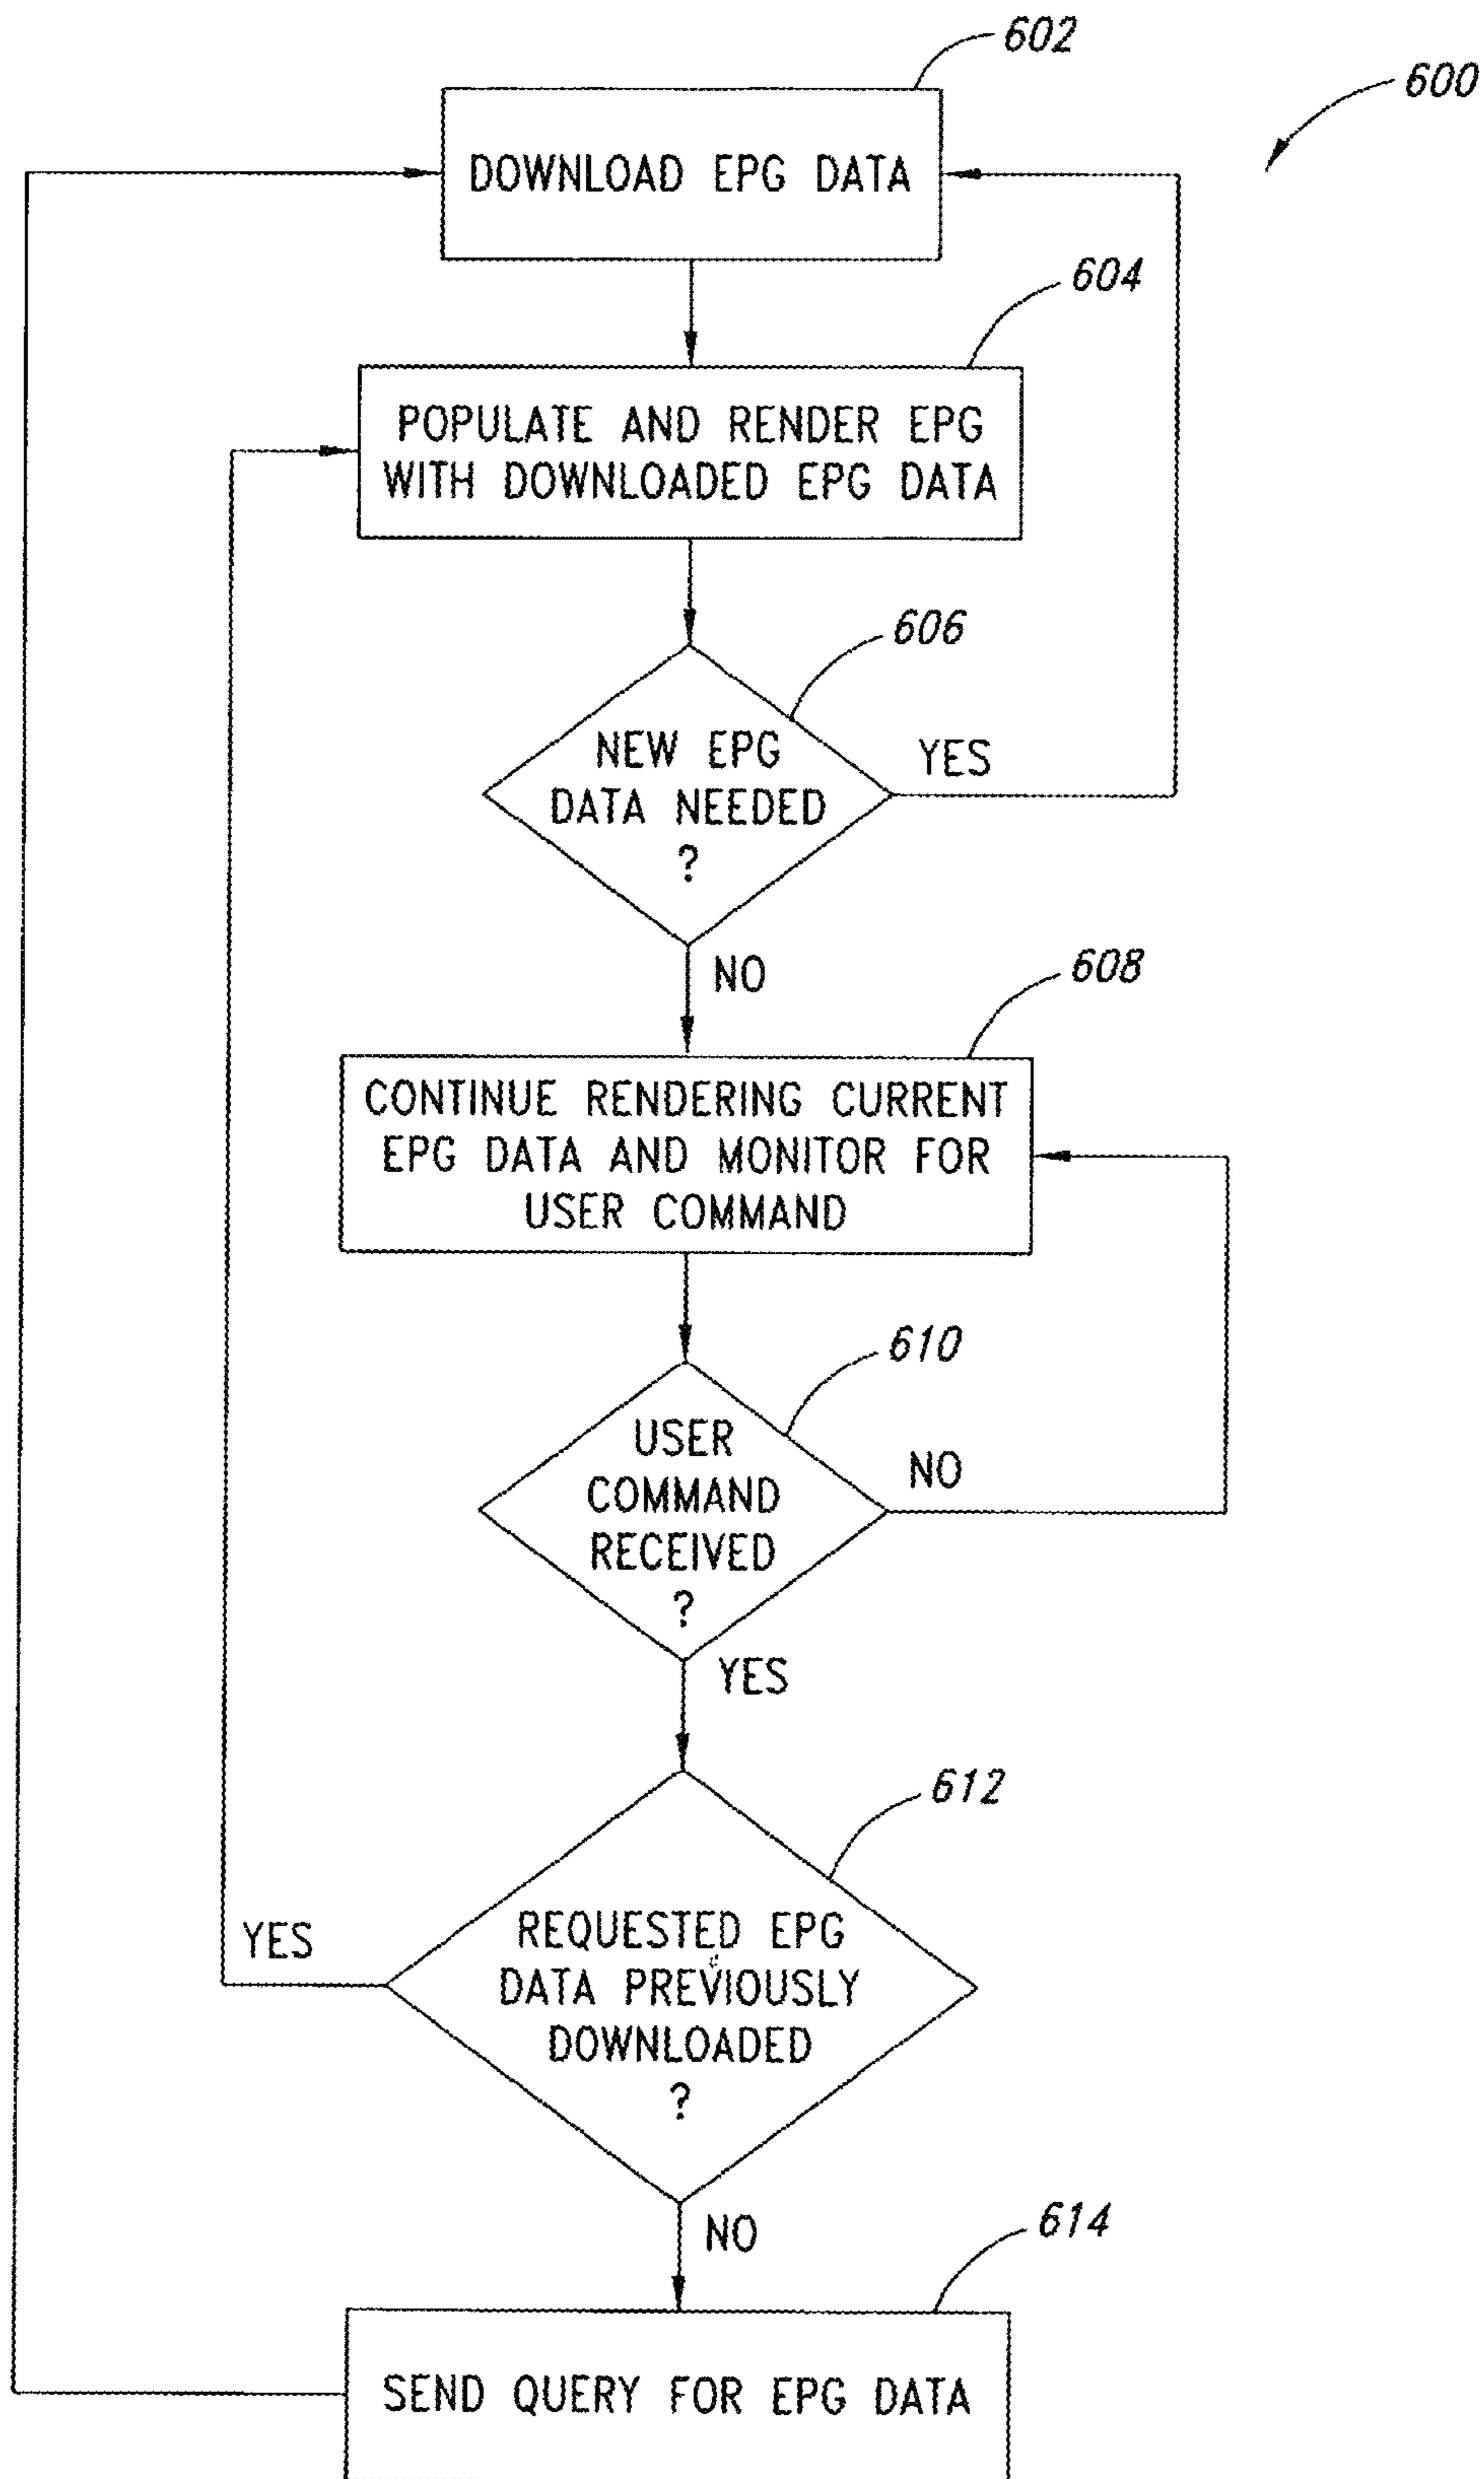 602
600
DOWNLOAD EPG DATA
604
POPULATE AND RENDER EPG
WITH DOWNLOADED EPG DATA
606
NEW EPG
DATA NEEDED
?
YES
NO
608
CONTINUE RENDERING CURRENT
EPG DATA AND MONITOR FOR
USER COMMAND
610
USER
COMMAND
RECEIVED
?
NO
YES
612
REQUESTED EPG
DATA PREVIOUSLY
DOWNLOADED
?
YES
NO
614
SEND QUERY FOR EPG DATA